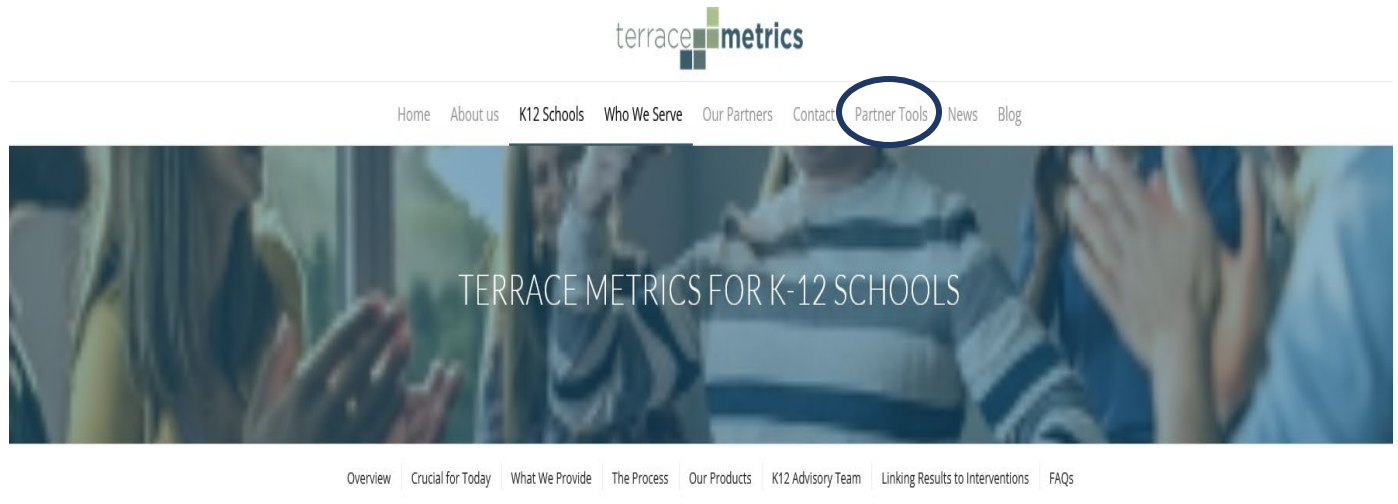 terrace metrics
Home About us K12 Schools Who We Serve Our Partners Contact Partner Tools News Blog
TERRACE METRICS FOR K-12 SCHOOLS
Overview Crucial for Today What We Provide The Process Our Products K12 Advisory Team Linking Results to Interventions FAQs